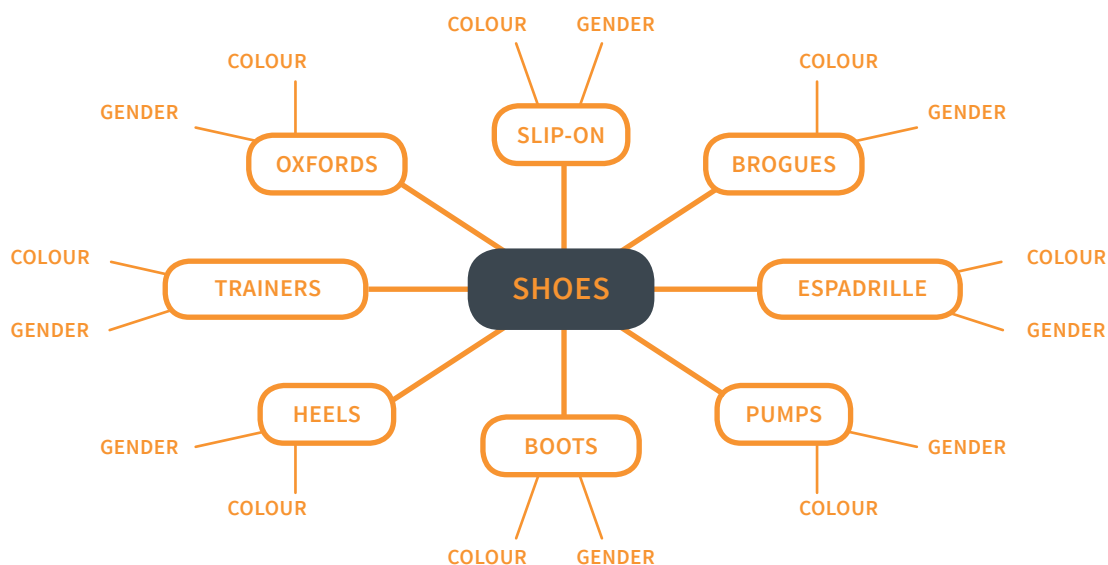 COLOUR GENDER
COLOUR
COLOUR
GENDER
GENDER
SLIP-ON
OXFORDS
BROGUES
COLOUR
COLOUR
TRAINERS
SHOES
ESPADRILLE
GENDER
GENDER
HEELS
PUMPS
BOOTS
GENDER
GENDER
COLOUR
COLOUR
COLOUR GENDER